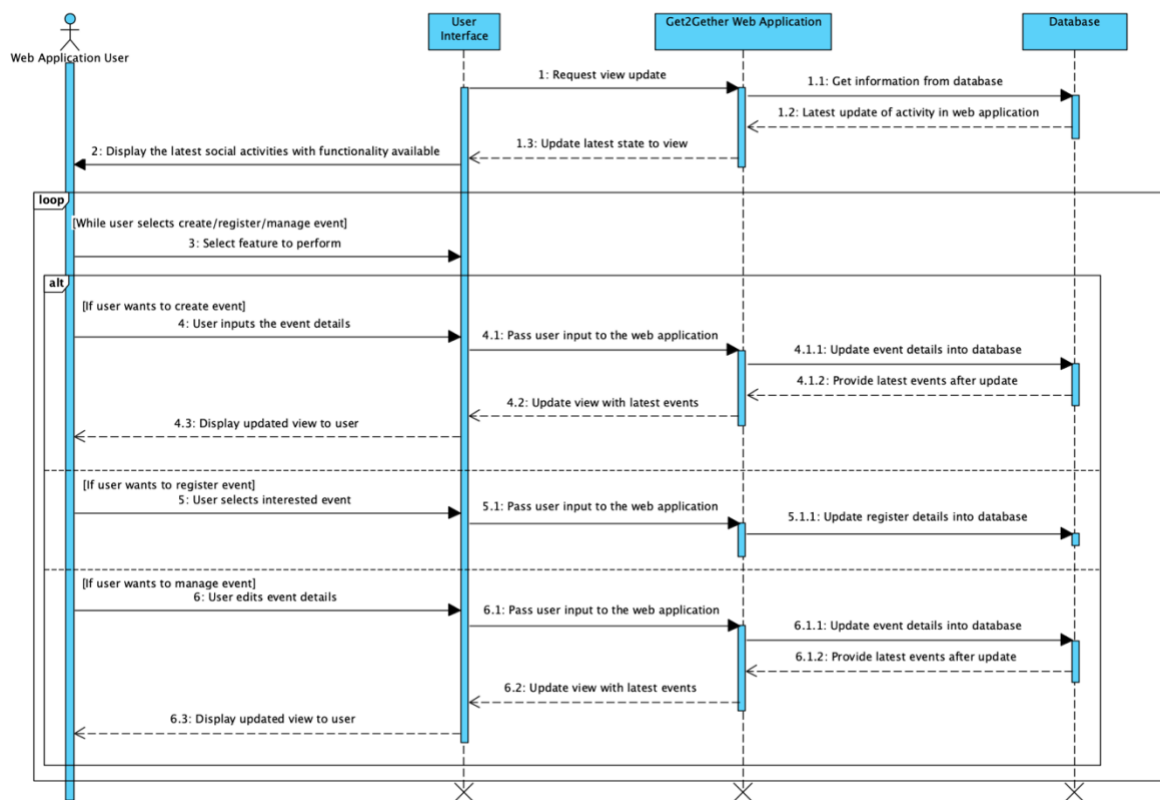 User
Interface
Get2Gether Web Application
Database
Web Application User
1: Request view update
1.1: Get information from database
1.2: Latest update of activity in web application
1.3: Update latest state to view
2: Display the latest social activities with functionality available
loop
[While user selects create/register/manage event]
3: Select feature to perform
alt
[If user wants to create event]
4: User inputs the event details
4.1: Pass user input to the web application
4.1.1: Update event details into database
4.1.2: Provide latest events after update
4.2: Update view with latest events
4.3: Display updated view to user
[If user wants to register event]
5: User selects interested event
5.1: Pass user input to the web application
5.1.1: Update register details into database
[If user wants to manage event]
6: User edits event details
6.1: Pass user input to the web application
6.1.1: Update event details into database
6.1.2: Provide latest events after update
6.2: Update view with latest events
6.3: Display updated view to user